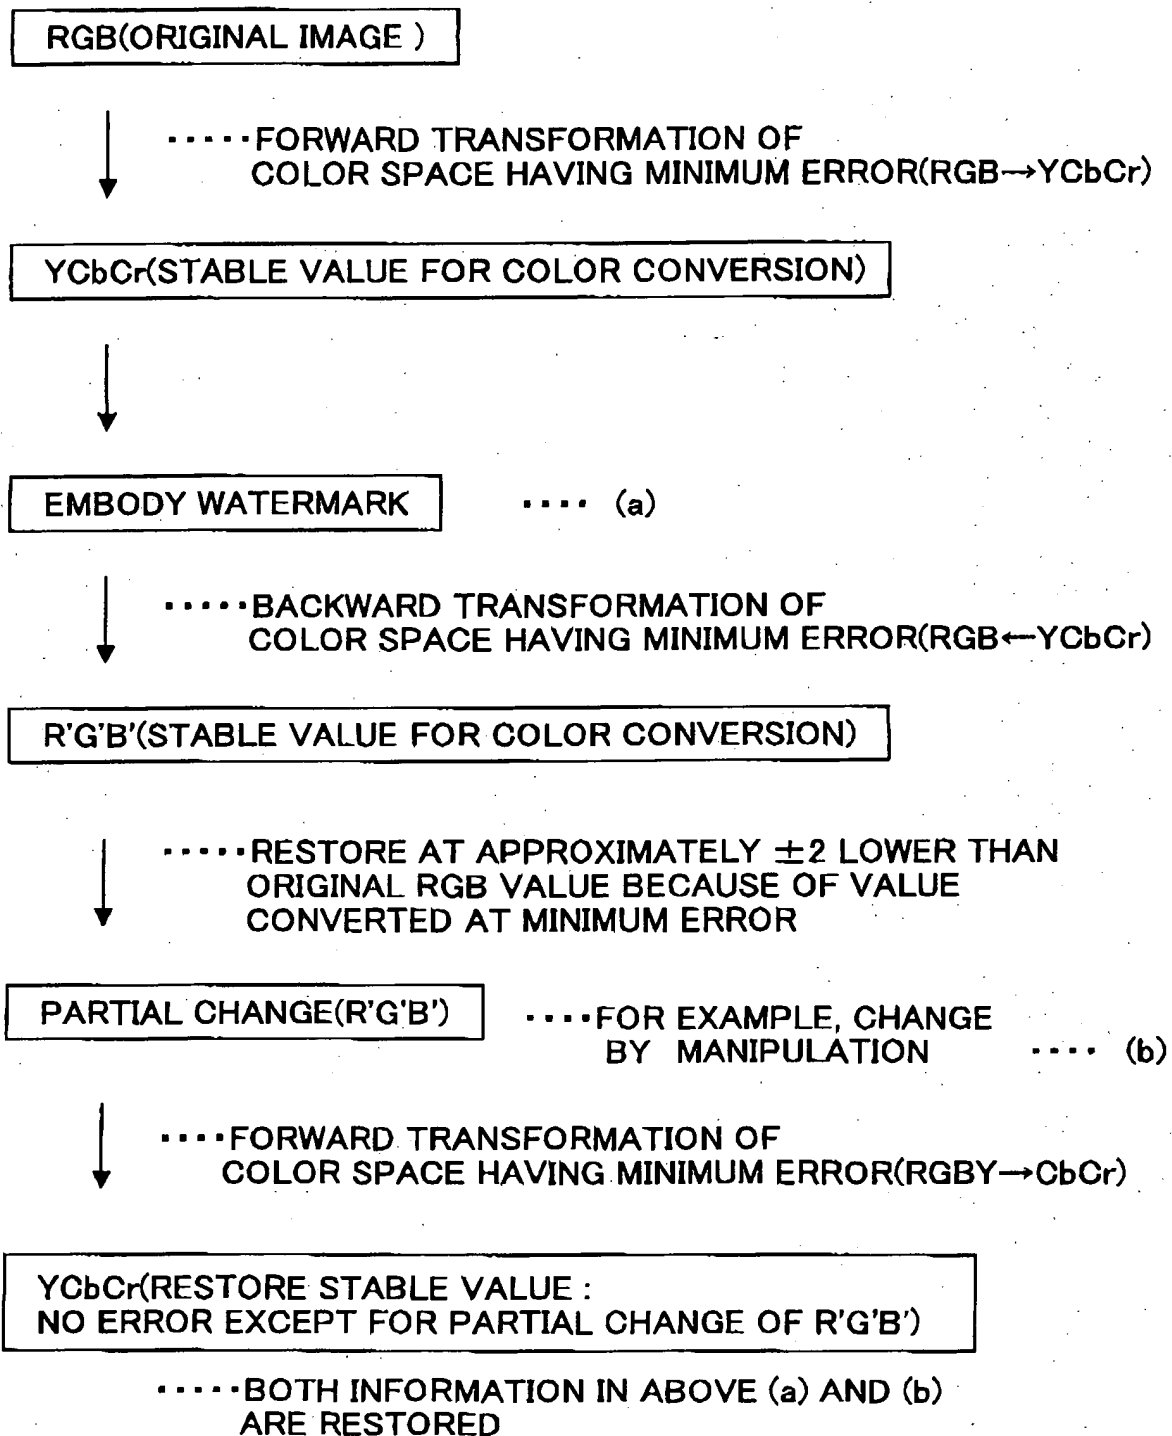 RGB(ORIGINAL IMAGE )
·····FORWARD TRANSFORMATION OF
COLOR SPACE HAVING MINIMUM ERROR(RGB→YCbCr)
YCbCr(STABLE VALUE FOR COLOR CONVERSION)
EMBODY WATERMARK ···· (a)
·····BACKWARD TRANSFORMATION OF
COLOR SPACE HAVING MINIMUM ERROR(RGB←YCbCr)
R'G'B'(STABLE VALUE FOR COLOR CONVERSION)
·····RESTORE AT APPROXIMATELY ±2 LOWER THAN
ORIGINAL RGB VALUE BECAUSE OF VALUE
CONVERTED AT MINIMUM ERROR
PARTIAL CHANGE(R'G'B') ····FOR EXAMPLE, CHANGE
BY MANIPULATION ···· (b)
····FORWARD TRANSFORMATION OF
COLOR SPACE HAVING MINIMUM ERROR(RGBY→CbCr)
YCbCr(RESTORE STABLE VALUE :
NO ERROR EXCEPT FOR PARTIAL CHANGE OF R'G'B')
·····BOTH INFORMATION IN ABOVE (a) AND (b)
ARE RESTORED